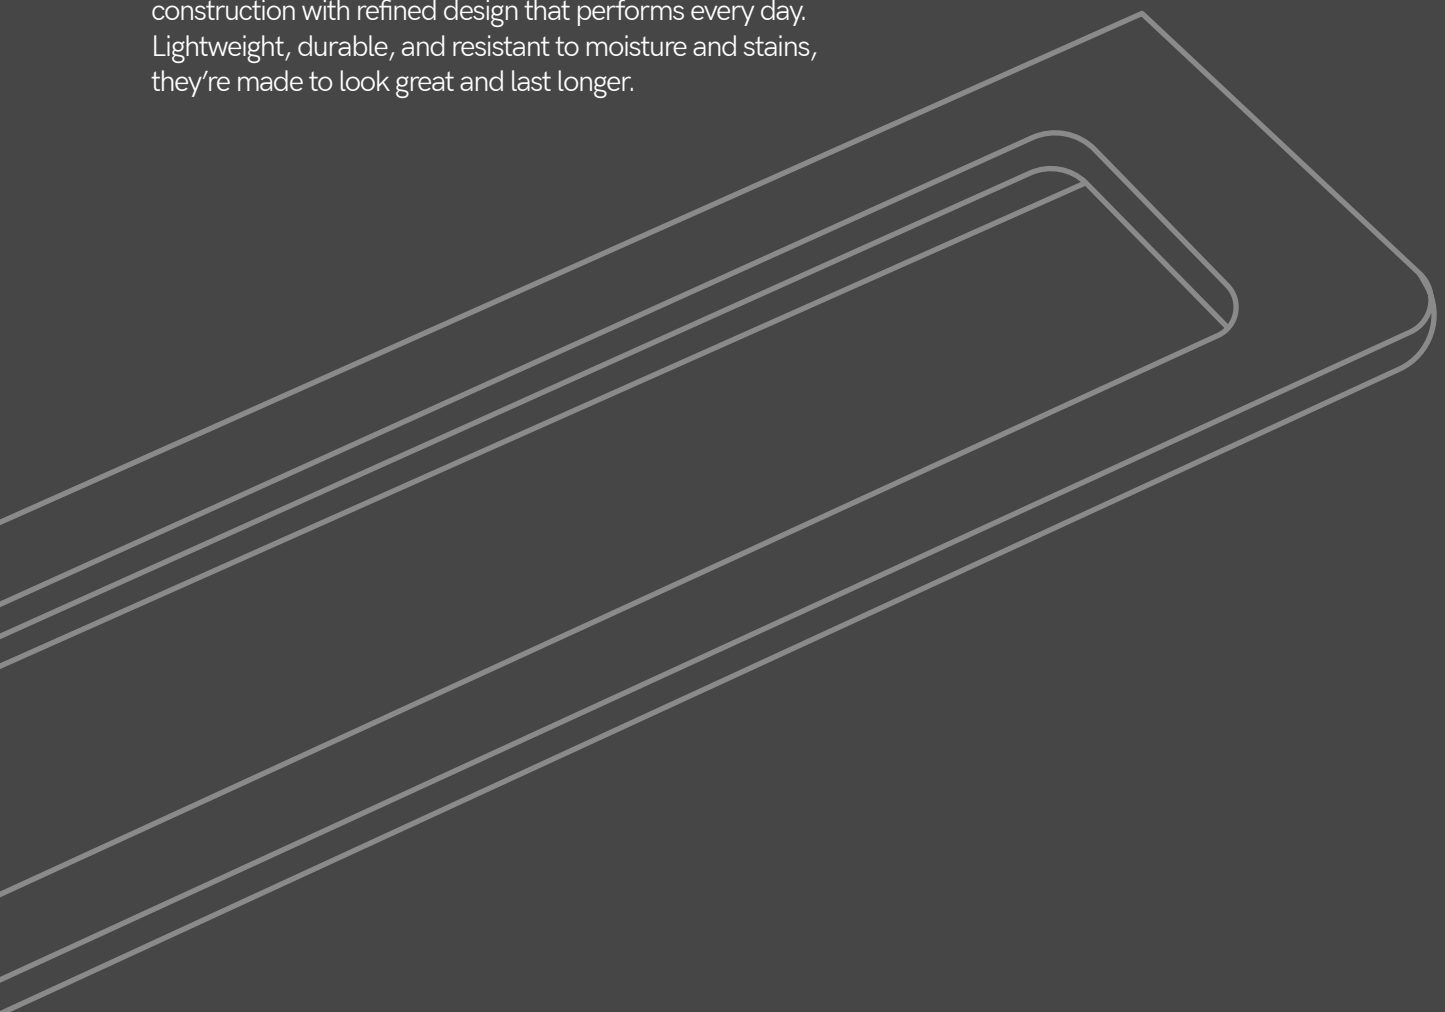 construction with refined design that performs every day.
Lightweight, durable, and resistant to moisture and stains,
they’re made to look great and last longer.